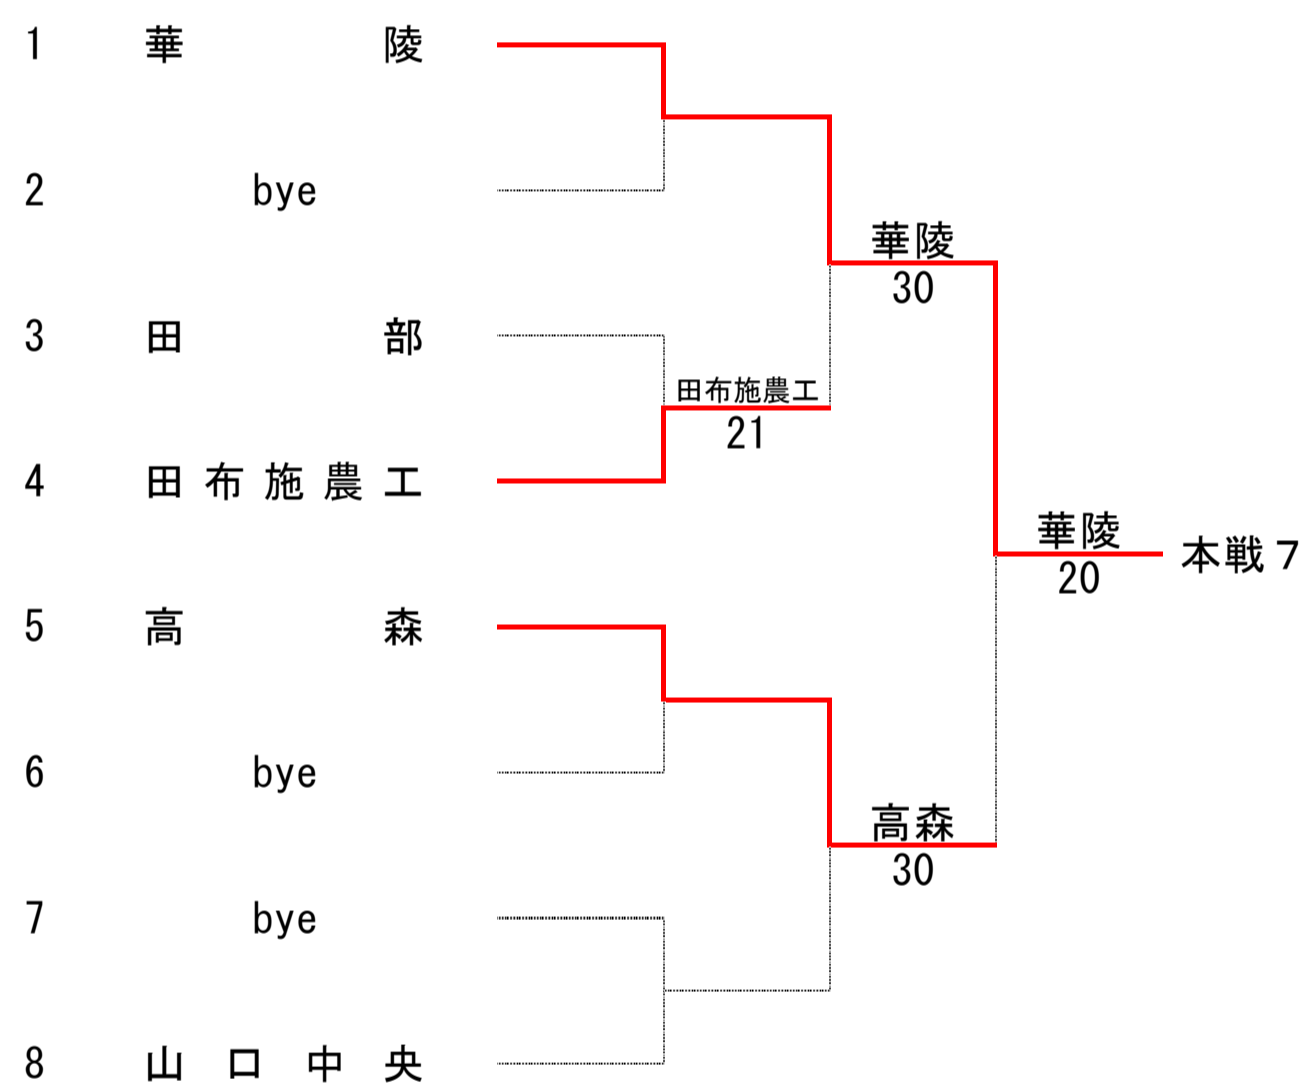 1 華陵
2 bye
華陵
30
3 田部
田布施農工
21
4 田布施農工
華陵
20
本戦7
5 高森
6 bye
高森
30
7 bye
8 山口中央